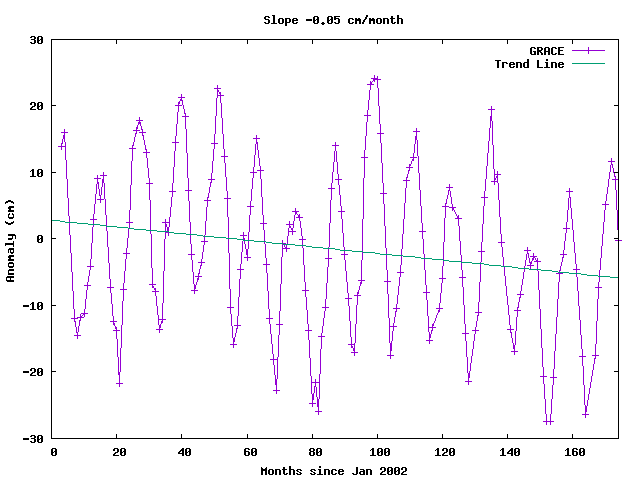 Slope -0.05 cm/month
30
20
10
0
-10
-20
-30
Anomaly (cm)
GRACE
Trend Line
0 20 40 60 80 100 120 140 160
Months since Jan 2002